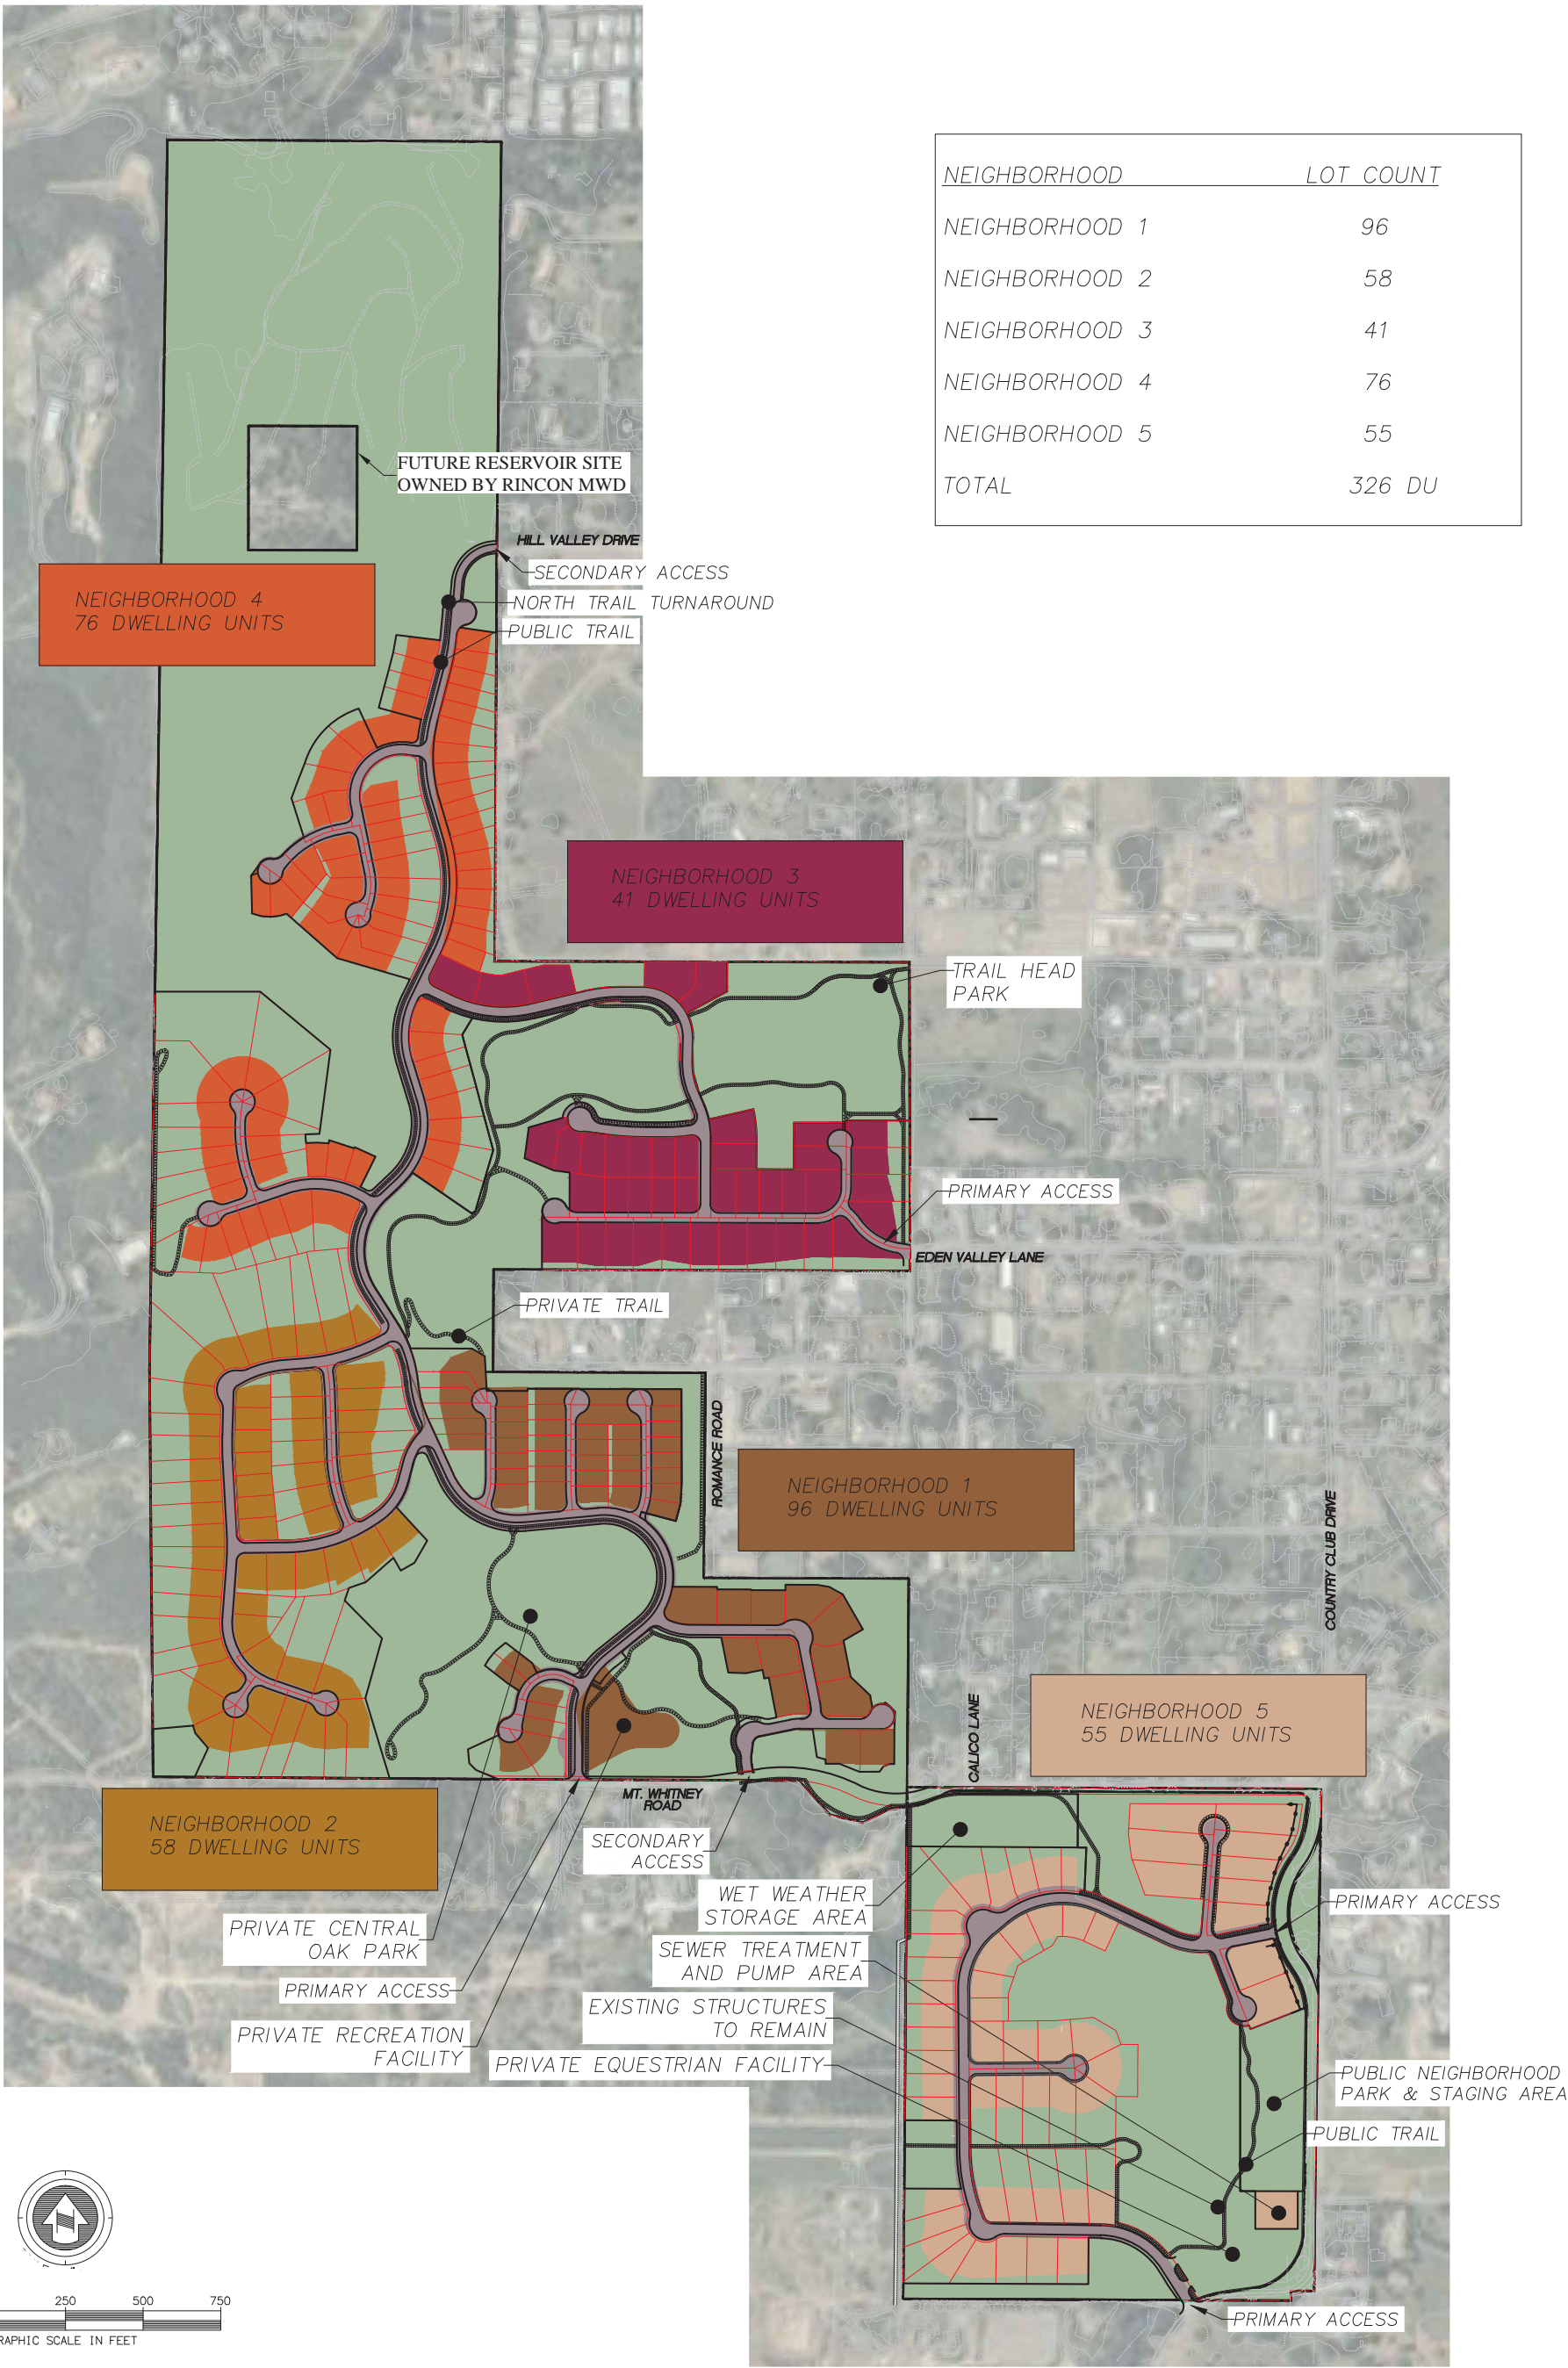 NEIGHBORHOOD LOT COUNT
NEIGHBORHOOD 1 96
NEIGHBORHOOD 2 58
NEIGHBORHOOD 3 41
NEIGHBORHOOD 4 76
NEIGHBORHOOD 5 55
TOTAL 326 DU
FUTURE RESERVOIR SITE
OWNED BY RINCON MWD
HILL VALLEY DRIVE
SECONDARY ACCESS
NORTH TRAIL TURNAROUND
PUBLIC TRAIL
NEIGHBORHOOD 4
76 DWELLING UNITS
NEIGHBORHOOD 3
41 DWELLING UNITS
TRAIL HEAD
PARK
PRIMARY ACCESS
EDEN VALLEY LANE
PRIVATE TRAIL
ROMANCE ROAD
NEIGHBORHOOD 1
96 DWELLING UNITS
COUNTRY CLUB DRIVE
CALICO LANE
NEIGHBORHOOD 5
55 DWELLING UNITS
MT. WHITNEY
ROAD
NEIGHBORHOOD 2
58 DWELLING UNITS
SECONDARY
ACCESS
WET WEATHER
STORAGE AREA
PRIMARY ACCESS
PRIVATE CENTRAL
OAK PARK
SEWER TREATMENT
AND PUMP AREA
PRIMARY ACCESS
EXISTING STRUCTURES
TO REMAIN
PRIVATE RECREATION
FACILITY
PRIVATE EQUESTRIAN FACILITY
PUBLIC NEIGHBORHOOD
PARK & STAGING AREA
PUBLIC TRAIL
PRIMARY ACCESS
250 500 750
RAPHIC SCALE IN FEET